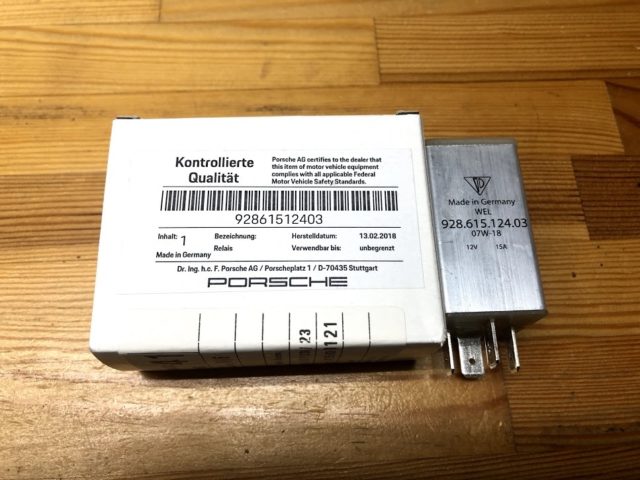 Kontrollierte
Qualität
Porsche AG certifies to the dealer that
this item of motor vehicle equipment
complies with all applicable Federal
Motor Vehicle Safety Standards.
92861512403
Inhalt: 1 Bezeichnung: Herstelldatum: 13.02.2018
Relais Verwendbar bis: unbegrenzt
Made in Germany
Dr. Ing. h.c. F. Porsche AG / Porscheplatz 1 / D-70435 Stuttgart
PORSCHE
23
121
Made in Germany
WEL
928.615.124.03
07W-18
12V 15A